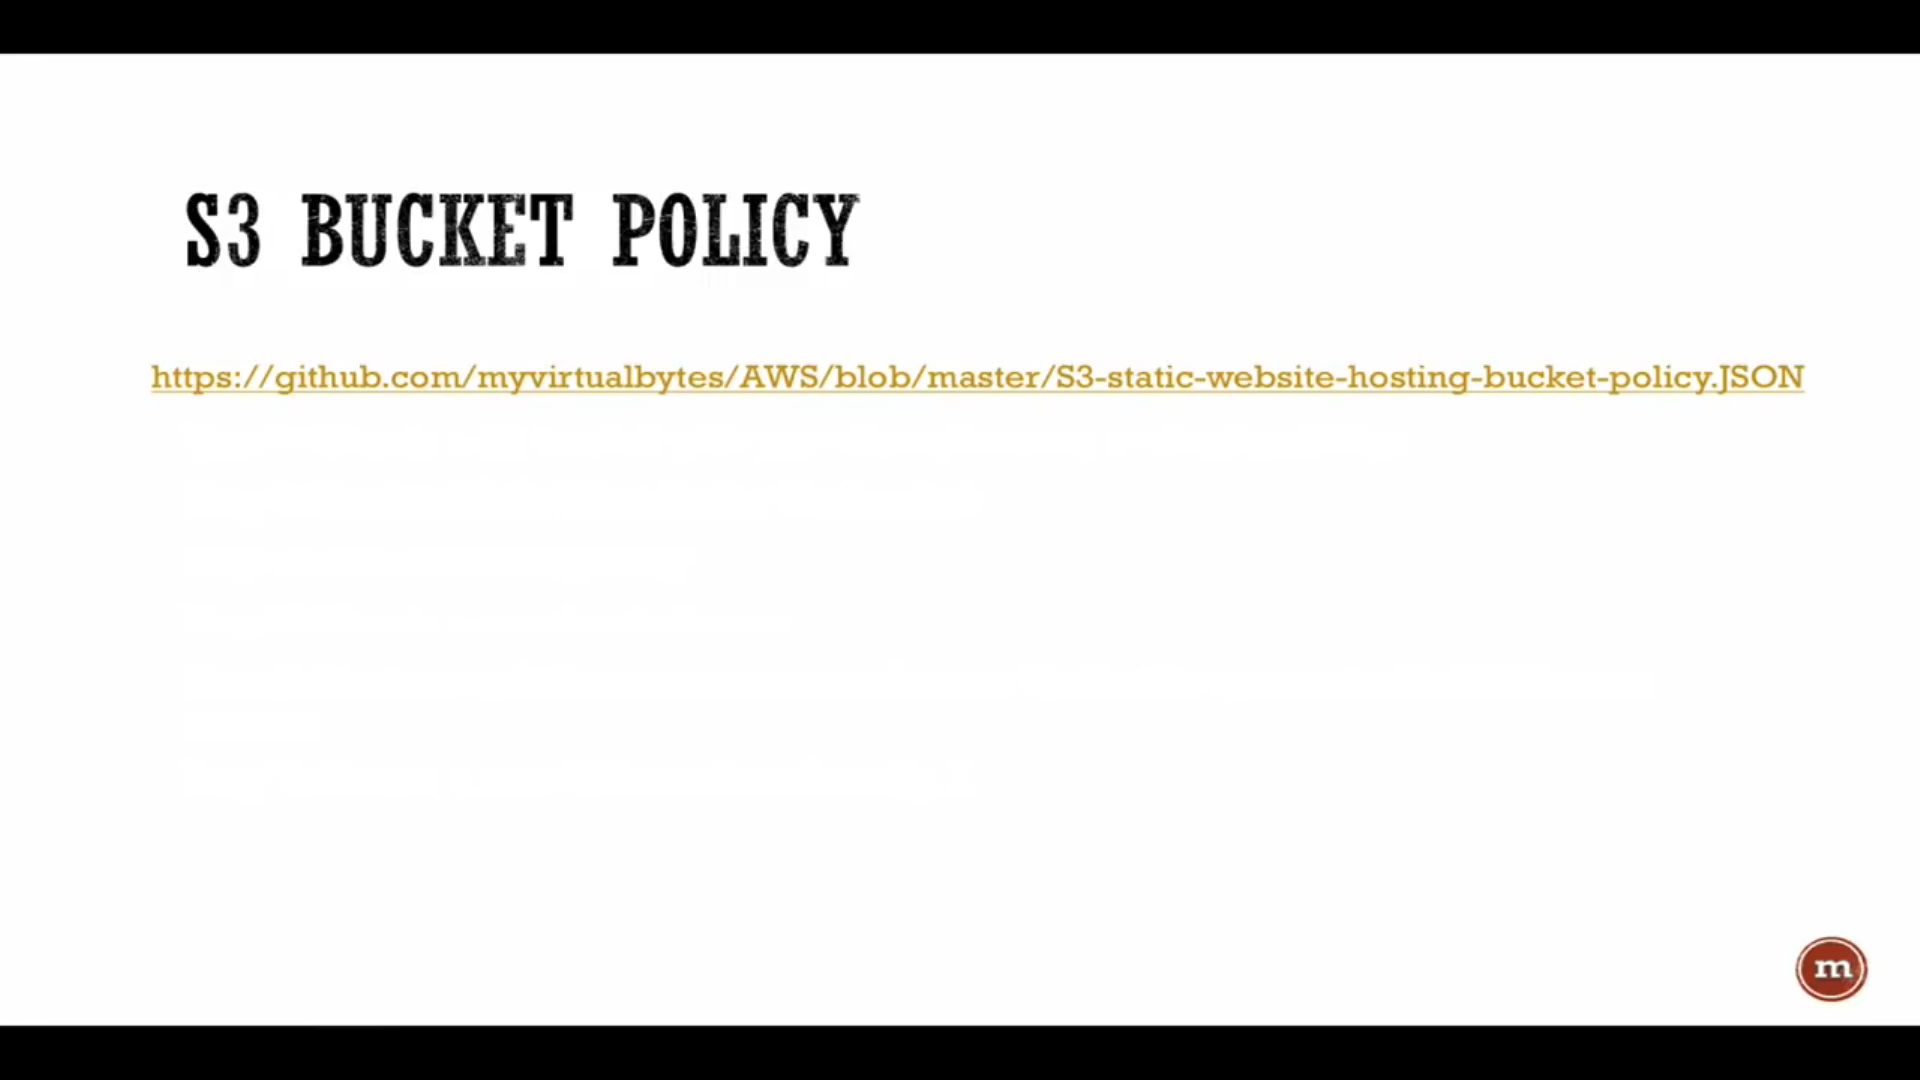 S3 BUCKET POLICY
https://github.com/myvirtualbytes/AWS/blob/master/S3-static-website-hosting-bucket-policy.JSON
m